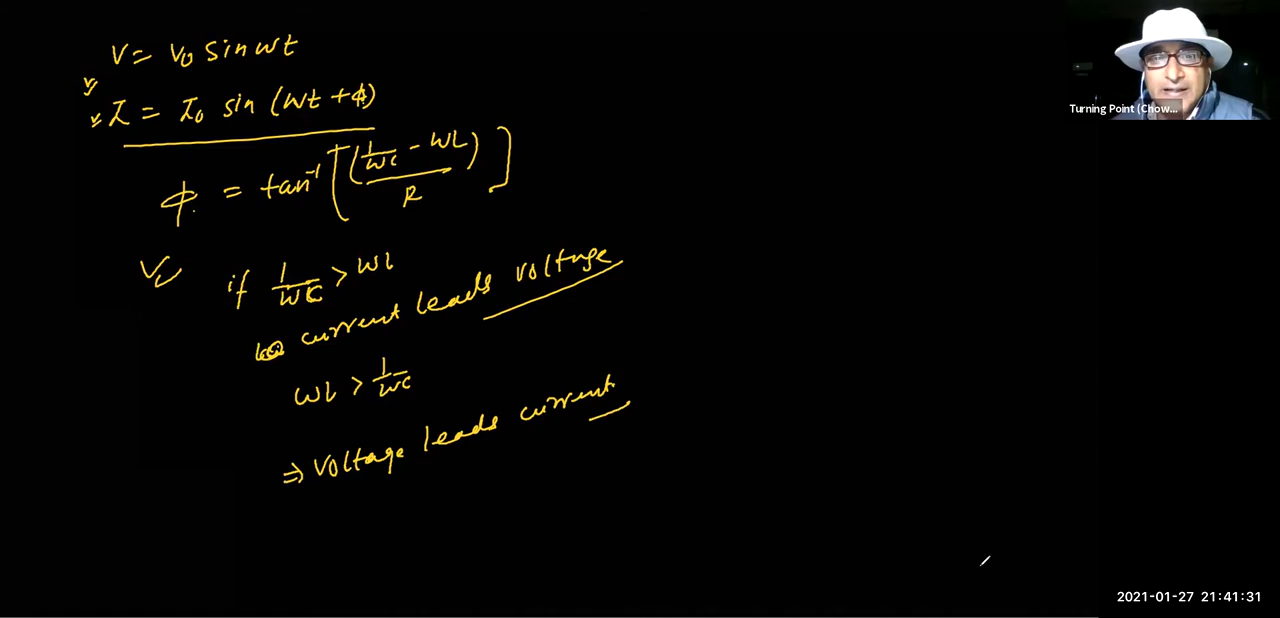 V = V₀ sin ωt
I = I₀ sin (ωt + ϕ)
ϕ = tan⁻¹ [ (1/ωC - ωL) / R ]
if 1/ωC > ωL
current leads voltage
ωL > 1/ωC
⇒ voltage leads current
Turning Point (Chow...
2021-01-27 21:41:31